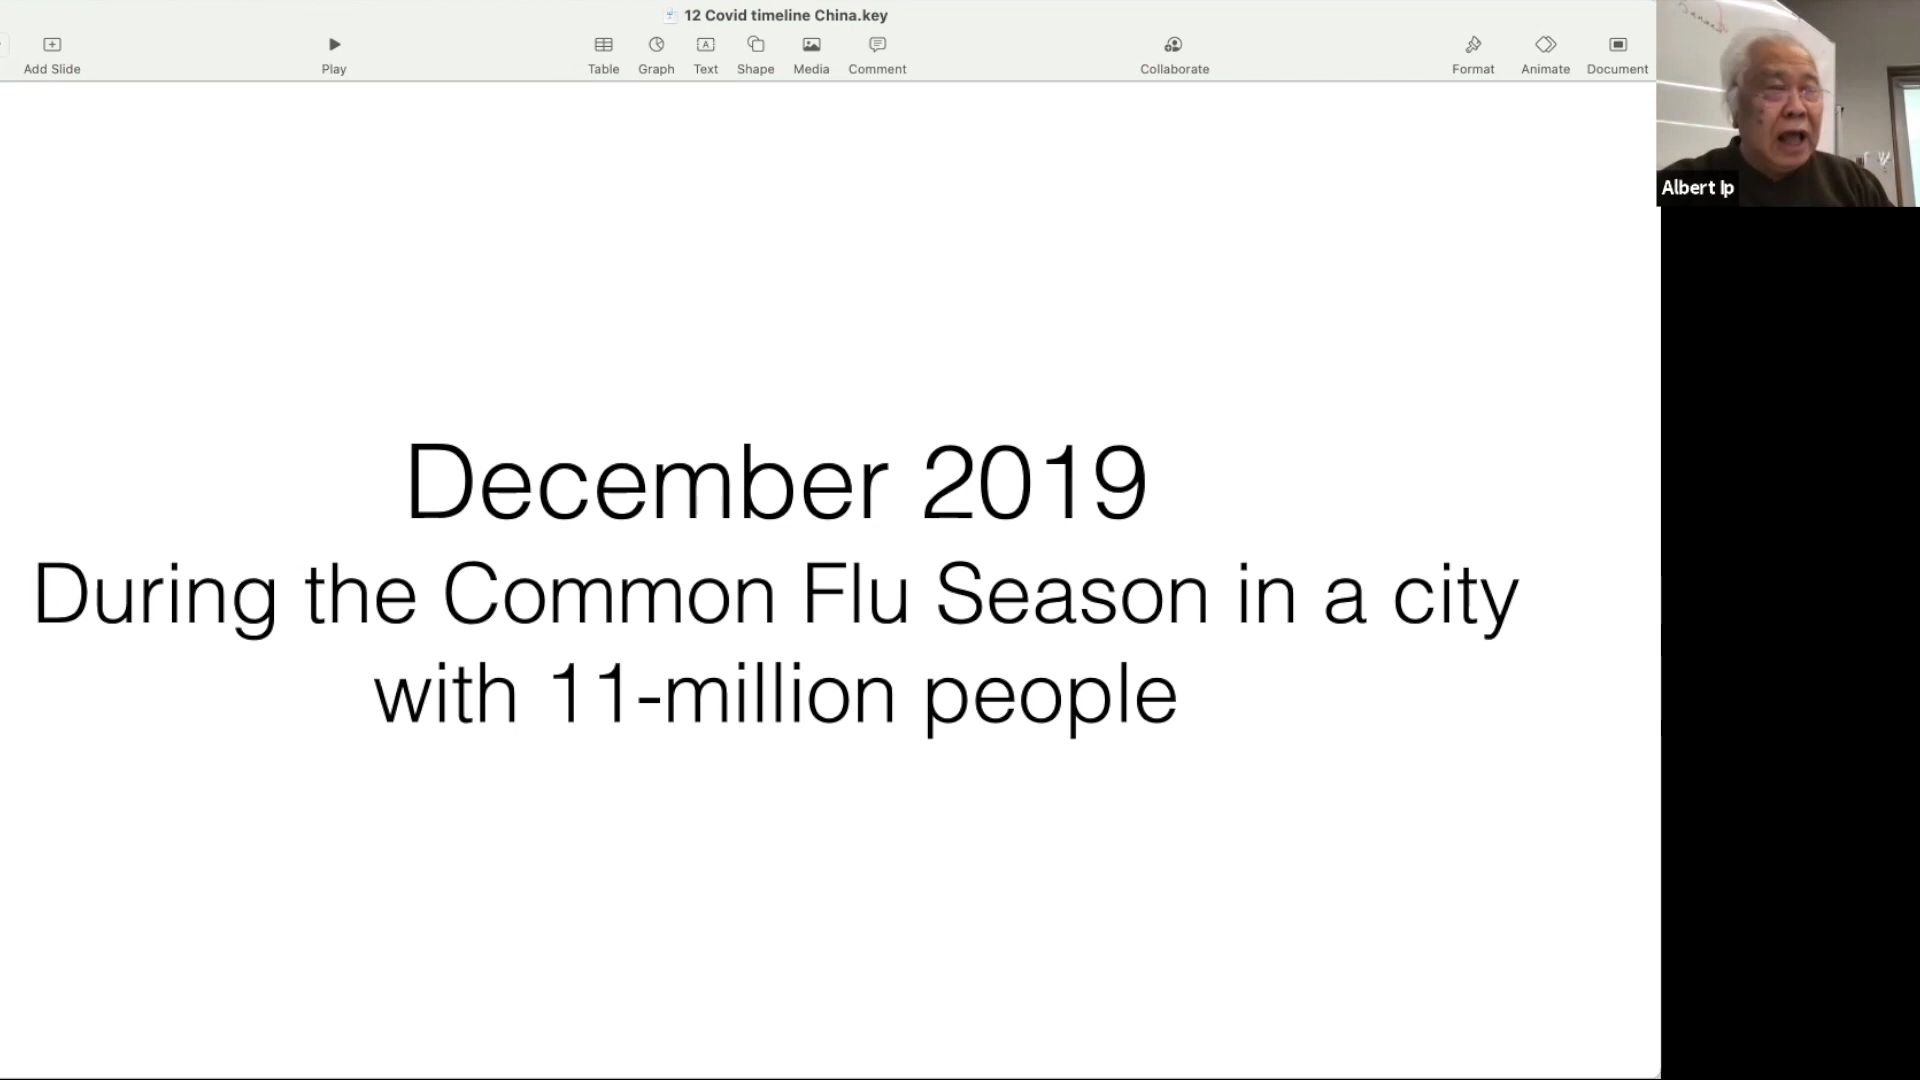 12 Covid timeline China.key
Add Slide
Play
Table
Graph
Text
Shape
Media
Comment
Collaborate
Format
Animate
Document
Albert Ip
December 2019
During the Common Flu Season in a city
with 11-million people